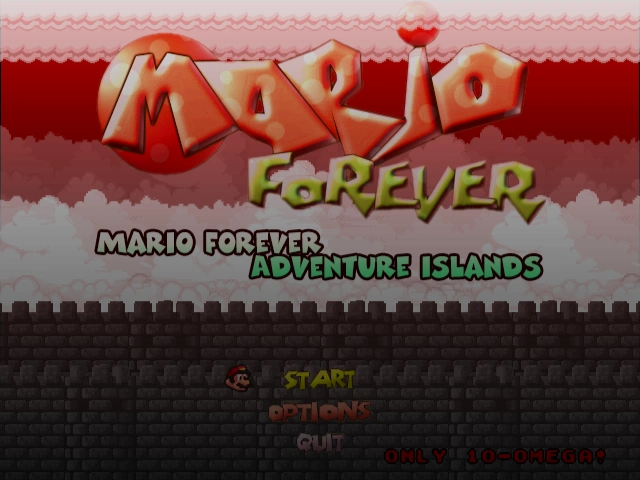 MARIO
FOREVER
MARIO FOREVER
ADVENTURE ISLANDS
START
OPTIONS
QUIT
ONLY 10-OMEGA!